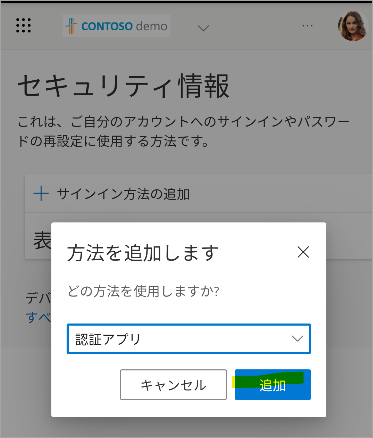 CONTOSO demo
セキュリティ情報
これは、ご自分のアカウントへのサインインやパスワー
ドの再設定に使用する方法です。
サインイン方法の追加
表
方法を追加します
どの方法を使用しますか?
デバ
すべ
認証アプリ
キャンセル
追加